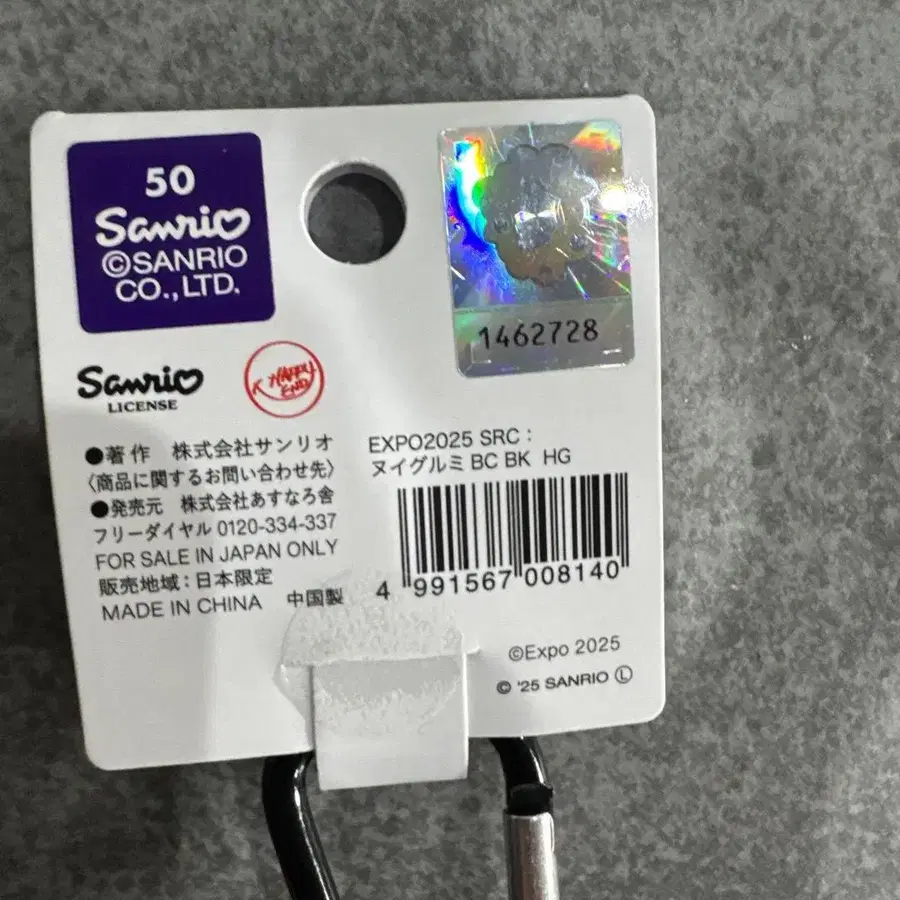 50
Sanrio
©SANRIO
CO., LTD.
1462728
Sanrio
LICENSE
HAPPY
END
●著作 株式会社サンリオ
〈商品に関するお問い合わせ先〉
●発売元 株式会社あすなろ舎
フリーダイヤル 0120-334-337
FOR SALE IN JAPAN ONLY
販売地域：日本限定
MADE IN CHINA 中国製
EXPO2025 SRC：
ヌイグルミ BC BK HG
4 991567 008140
©Expo 2025
© '25 SANRIO Ⓛ